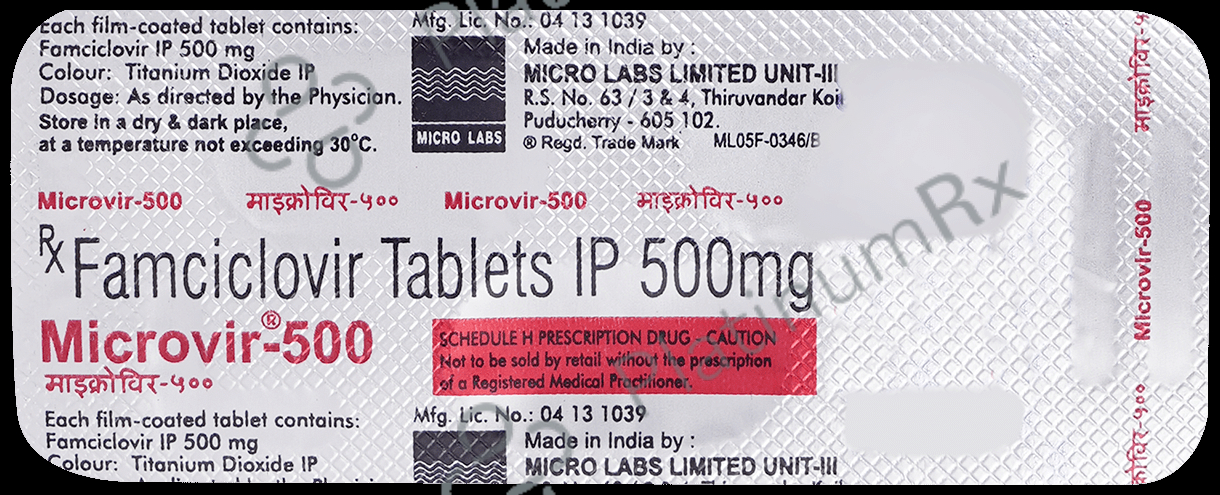 Each film-coated tablet contains:
Famciclovir IP 500 mg
Colour: Titanium Dioxide IP
Dosage: As directed by the Physician.
Store in a dry & dark place,
at a temperature not exceeding 30°C.
MICRO LABS
Mfg. Lic. No.: 04 13 1039
Made in India by :
MICRO LABS LIMITED UNIT-III
R.S. No. 63 / 3 & 4, Thiruvandar Koil
Puducherry - 605 102.
® Regd. Trade Mark ML05F-0346/B
Microvir-500 माइक्रोविर-५०० Microvir-500 माइक्रोविर-५००
Rx Famciclovir Tablets IP 500mg
Microvir®-500
माइक्रोविर-५००
SCHEDULE H PRESCRIPTION DRUG - CAUTION
Not to be sold by retail without the prescription
of a Registered Medical Practitioner.
Each film-coated tablet contains:
Famciclovir IP 500 mg
Colour: Titanium Dioxide IP
Mfg. Lic. No.: 04 13 1039
Made in India by :
MICRO LABS LIMITED UNIT-III
Microvir-500
PlatinumRx